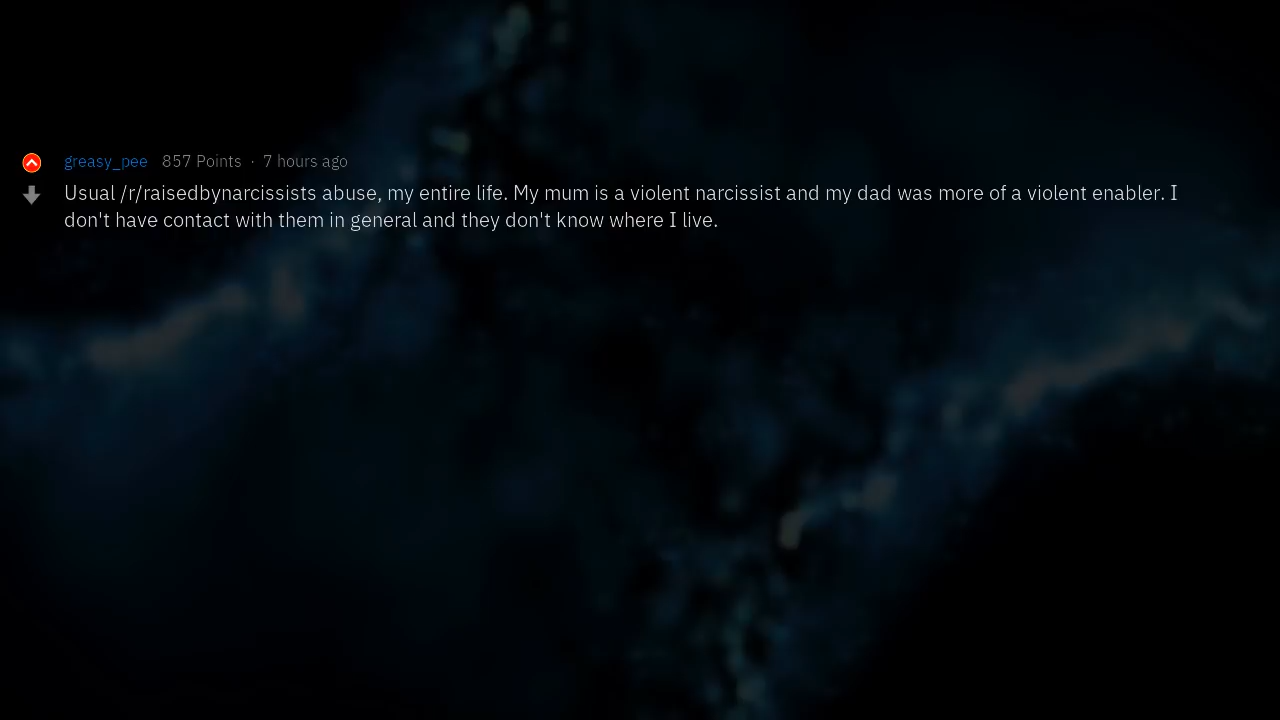 greasy_pee 857 Points · 7 hours ago
Usual /r/raisedbynarcissists abuse, my entire life. My mum is a violent narcissist and my dad was more of a violent enabler. I
don't have contact with them in general and they don't know where I live.